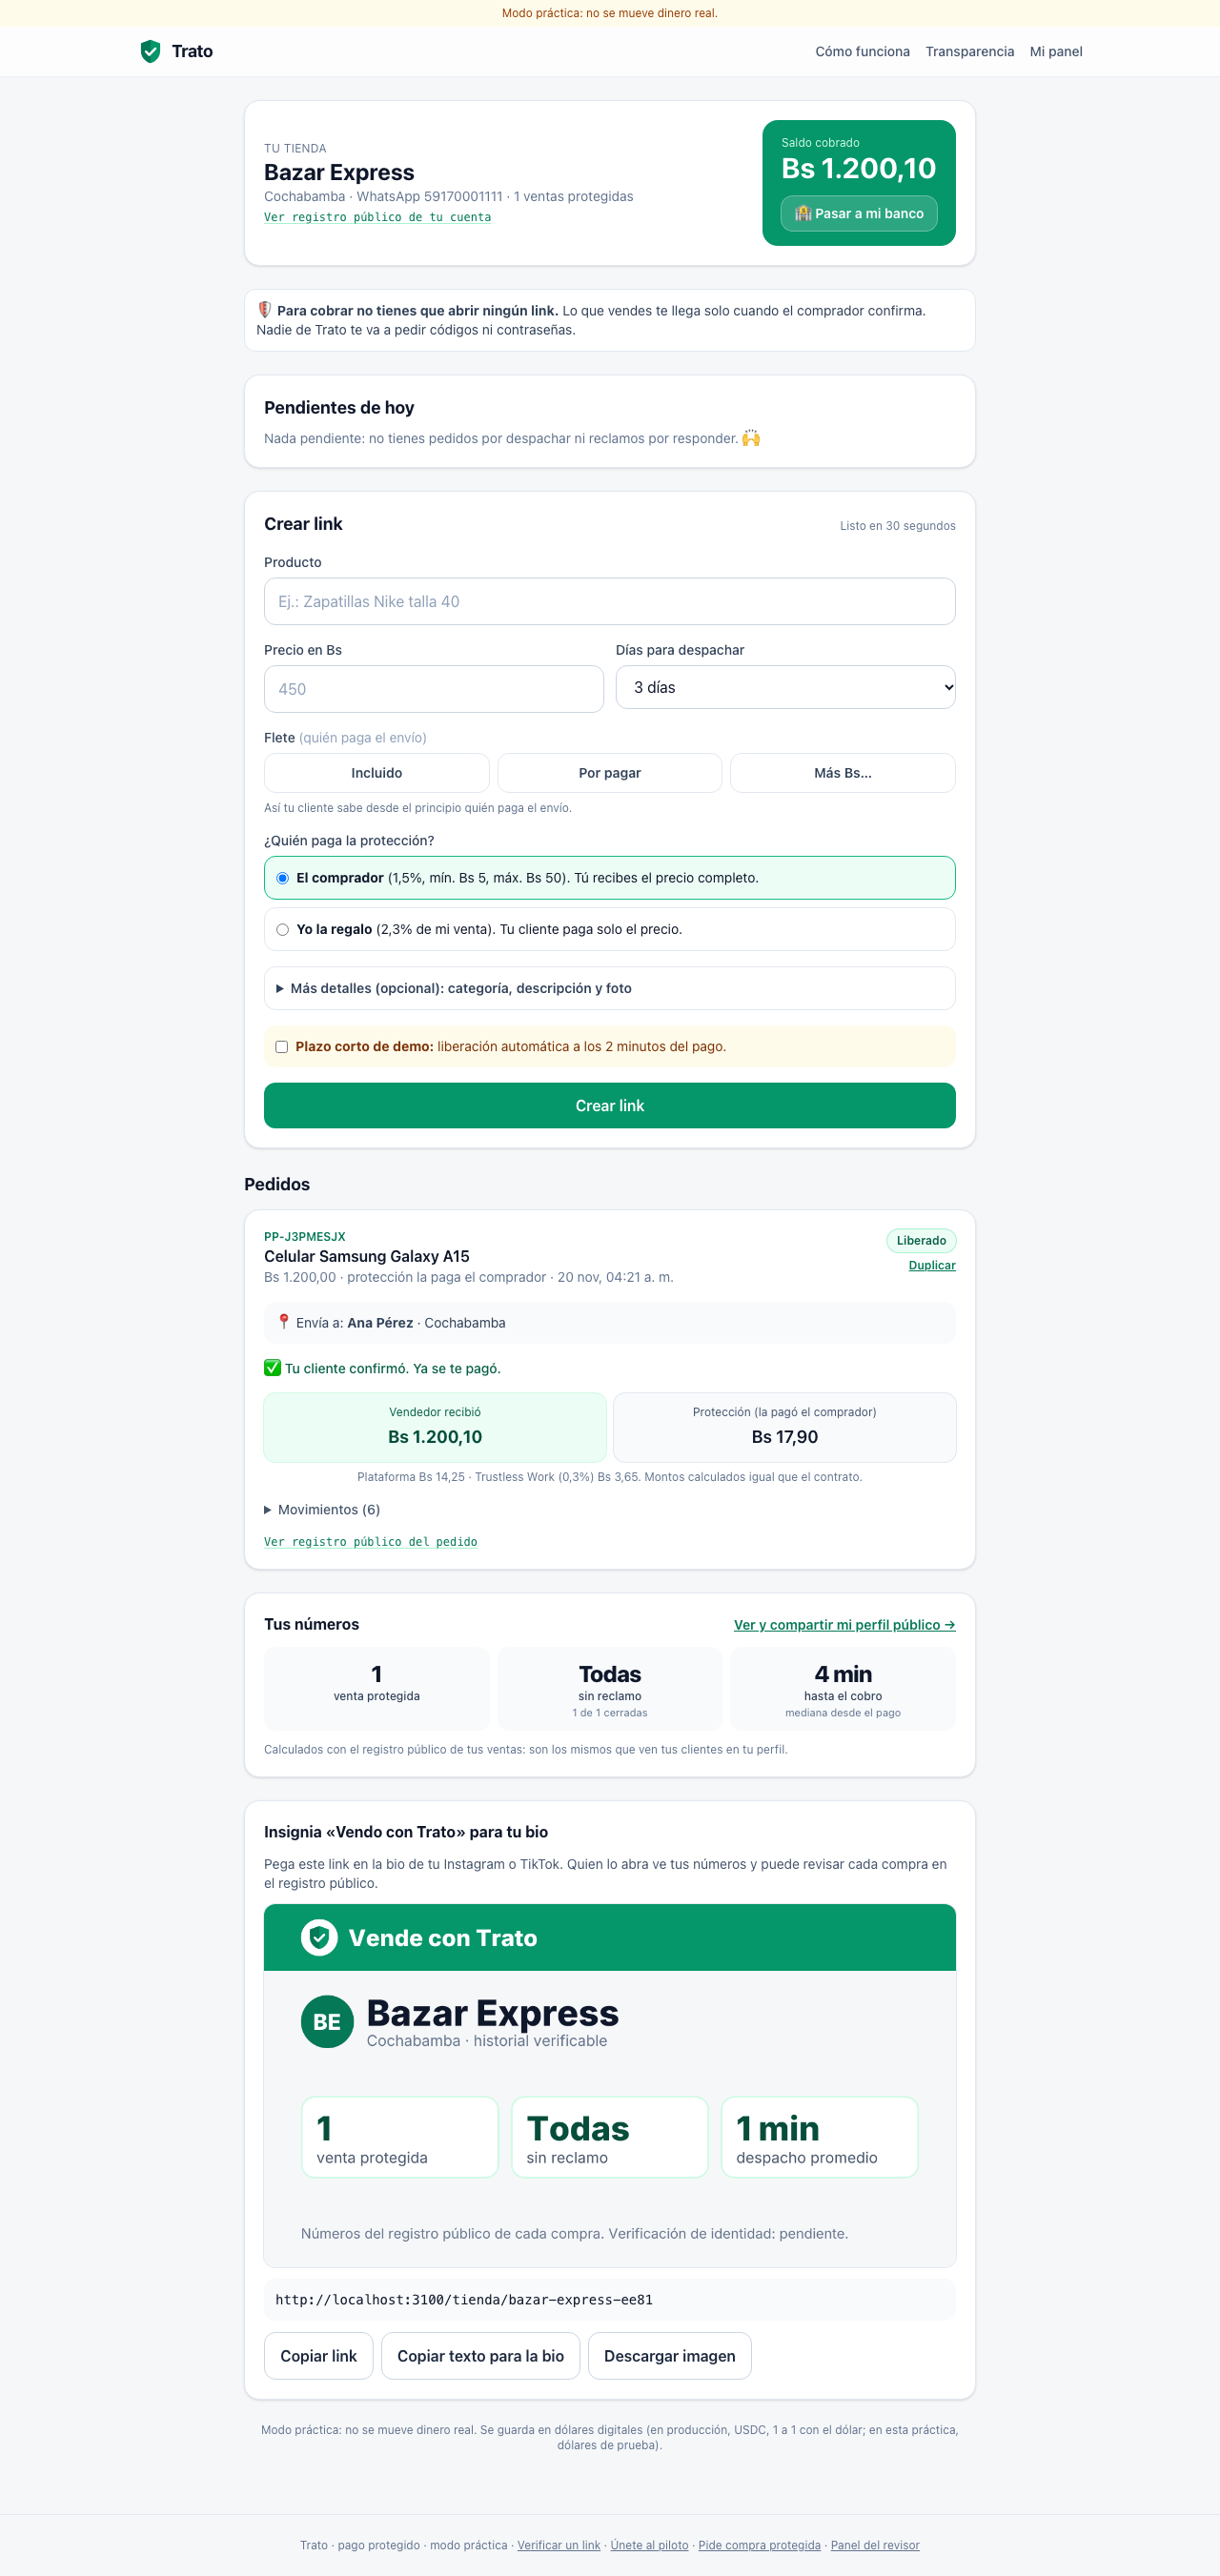 Modo práctica: no se mueve dinero real.
Trato
Cómo funciona Transparencia Mi panel
TU TIENDA
Bazar Express
Cochabamba · WhatsApp 59170001111 · 1 ventas protegidas
Ver registro público de tu cuenta
Saldo cobrado
Bs 1.200,10
Pasar a mi banco
Para cobrar no tienes que abrir ningún link. Lo que vendes te llega solo cuando el comprador confirma.
Nadie de Trato te va a pedir códigos ni contraseñas.
Pendientes de hoy
Nada pendiente: no tienes pedidos por despachar ni reclamos por responder. 🙌
Crear link
Listo en 30 segundos
Producto
Ej.: Zapatillas Nike talla 40
Precio en Bs
Días para despachar
450
3 días
Flete (quién paga el envío)
Incluido
Por pagar
Más Bs...
Así tu cliente sabe desde el principio quién paga el envío.
¿Quién paga la protección?
El comprador (1,5%, mín. Bs 5, máx. Bs 50). Tú recibes el precio completo.
Yo la regalo (2,3% de mi venta). Tu cliente paga solo el precio.
Más detalles (opcional): categoría, descripción y foto
Plazo corto de demo: liberación automática a los 2 minutos del pago.
Crear link
Pedidos
PP-J3PMESJX
Liberado
Celular Samsung Galaxy A15
Duplicar
Bs 1.200,00 · protección la paga el comprador · 20 nov, 04:21 a. m.
📍 Envía a: Ana Pérez · Cochabamba
✅ Tu cliente confirmó. Ya se te pagó.
Vendedor recibió
Bs 1.200,10
Protección (la pagó el comprador)
Bs 17,90
Plataforma Bs 14,25 · Trustless Work (0,3%) Bs 3,65. Montos calculados igual que el contrato.
Movimientos (6)
Ver registro público del pedido
Tus números
Ver y compartir mi perfil público →
1
venta protegida
Todas
sin reclamo
1 de 1 cerradas
4 min
hasta el cobro
mediana desde el pago
Calculados con el registro público de tus ventas: son los mismos que ven tus clientes en tu perfil.
Insignia «Vendo con Trato» para tu bio
Pega este link en la bio de tu Instagram o TikTok. Quien lo abra ve tus números y puede revisar cada compra en
el registro público.
Vende con Trato
BE
Bazar Express
Cochabamba · historial verificable
1
venta protegida
Todas
sin reclamo
1 min
despacho promedio
Números del registro público de cada compra. Verificación de identidad: pendiente.
http://localhost:3100/tienda/bazar-express-ee81
Copiar link
Copiar texto para la bio
Descargar imagen
Modo práctica: no se mueve dinero real. Se guarda en dólares digitales (en producción, USDC, 1 a 1 con el dólar; en esta práctica,
dólares de prueba).
Trato · pago protegido · modo práctica · Verificar un link · Únete al piloto · Pide compra protegida · Panel del revisor